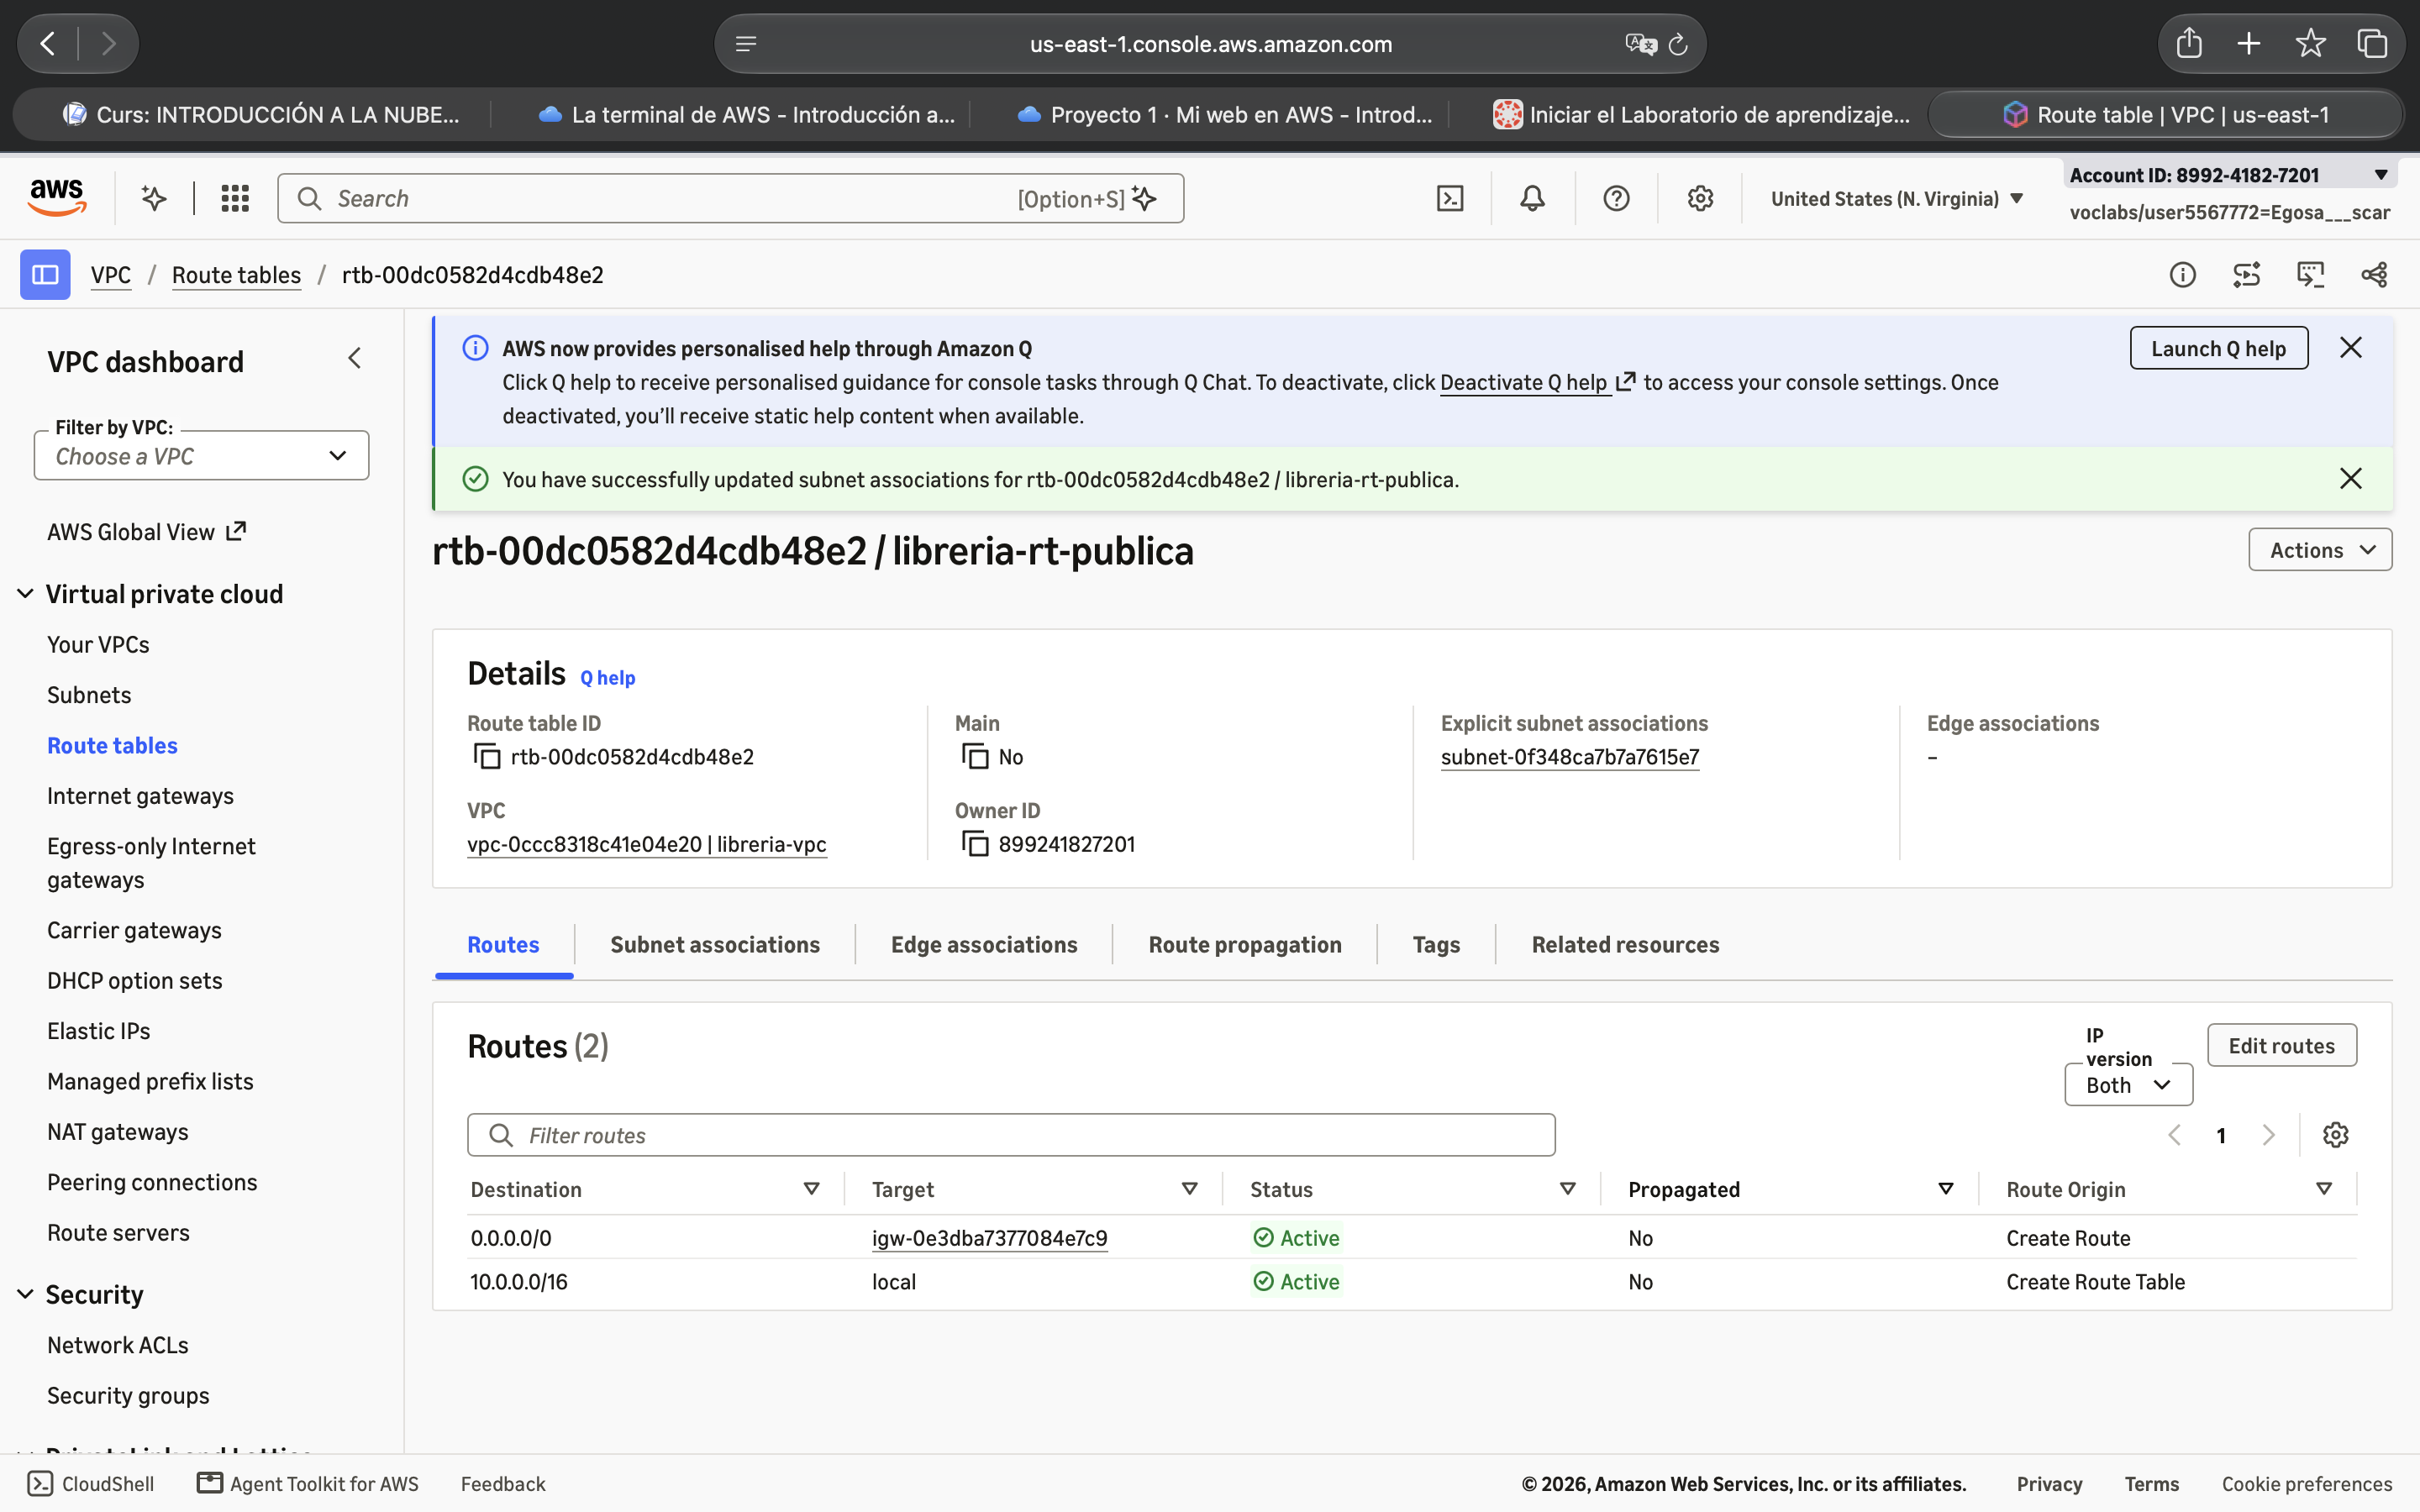 us-east-1.console.aws.amazon.com
Curs: INTRODUCCIÓN A LA NUBE...
La terminal de AWS - Introducción a...
Proyecto 1 · Mi web en AWS - Introd...
Iniciar el Laboratorio de aprendizaje...
Route table | VPC | us-east-1
aws
Search
[Option+S]
United States (N. Virginia)
Account ID: 8992-4182-7201
voclabs/user5567772=Egosa___scar
VPC / Route tables / rtb-00dc0582d4cdb48e2
VPC dashboard
Filter by VPC:
Choose a VPC
AWS Global View
Virtual private cloud
Your VPCs
Subnets
Route tables
Internet gateways
Egress-only Internet
gateways
Carrier gateways
DHCP option sets
Elastic IPs
Managed prefix lists
NAT gateways
Peering connections
Route servers
Security
Network ACLs
Security groups
AWS now provides personalised help through Amazon Q
Click Q help to receive personalised guidance for console tasks through Q Chat. To deactivate, click Deactivate Q help to access your console settings. Once
deactivated, you'll receive static help content when available.
Launch Q help
You have successfully updated subnet associations for rtb-00dc0582d4cdb48e2 / libreria-rt-publica.
rtb-00dc0582d4cdb48e2 / libreria-rt-publica
Actions
Details Q help
Route table ID
rtb-00dc0582d4cdb48e2
Main
No
Explicit subnet associations
subnet-0f348ca7b7a7615e7
Edge associations
–
VPC
vpc-0ccc8318c41e04e20 | libreria-vpc
Owner ID
899241827201
Routes
Subnet associations
Edge associations
Route propagation
Tags
Related resources
Routes (2)
IP
version
Both
Edit routes
Filter routes
1
Destination Target Status Propagated Route Origin
0.0.0.0/0 igw-0e3dba7377084e7c9 Active No Create Route
10.0.0.0/16 local Active No Create Route Table
CloudShell
Agent Toolkit for AWS
Feedback
© 2026, Amazon Web Services, Inc. or its affiliates.
Privacy
Terms
Cookie preferences